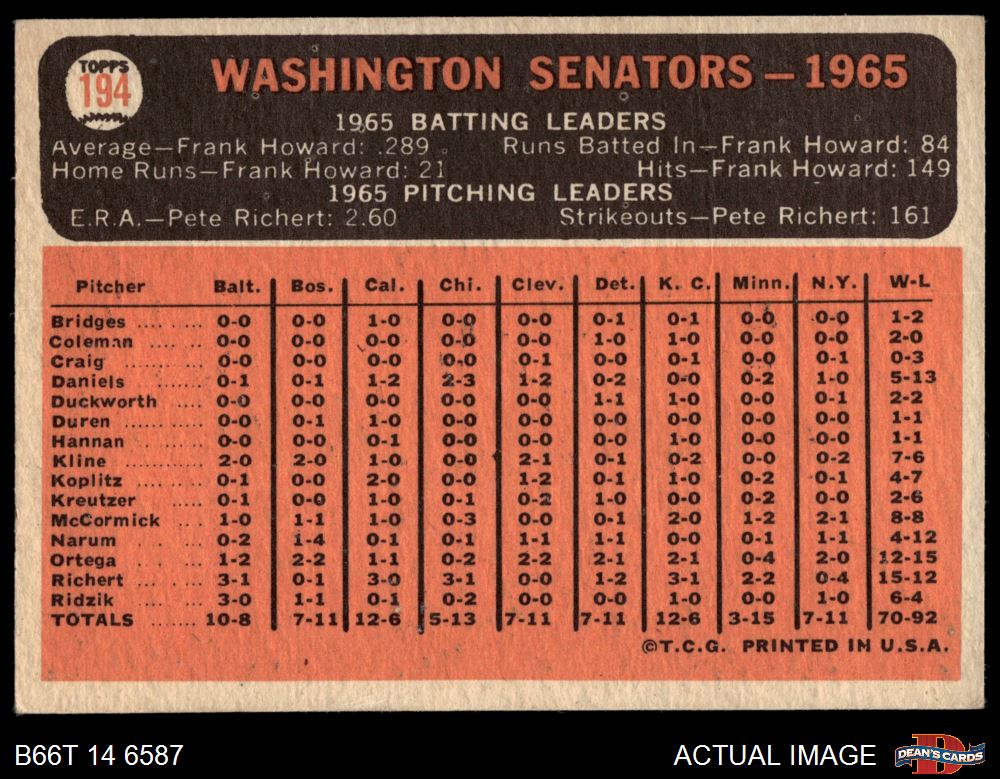 TOPPS
194
WASHINGTON SENATORS — 1965
1965 BATTING LEADERS
Average—Frank Howard: .289 Runs Batted In—Frank Howard: 84
Home Runs—Frank Howard: 21 Hits—Frank Howard: 149
1965 PITCHING LEADERS
E.R.A.—Pete Richert: 2.60 Strikeouts—Pete Richert: 161
Pitcher Balt. Bos. Cal. Chi. Clev. Det. K. C. Minn. N.Y. W-L
Bridges 0-0 0-0 1-0 0-0 0-0 0-1 0-1 0-0 0-0 1-2
Coleman 0-0 0-0 0-0 0-0 0-0 1-0 1-0 0-0 0-0 2-0
Craig 0-0 0-0 0-0 0-0 0-1 0-0 0-1 0-0 0-1 0-3
Daniels 0-1 0-1 1-2 2-3 1-2 0-2 0-0 0-2 1-0 5-13
Duckworth 0-0 0-0 0-0 0-0 0-0 1-1 1-0 0-0 0-1 2-2
Duren 0-0 0-1 1-0 0-0 0-0 0-0 0-0 0-0 0-0 1-1
Hannan 0-0 0-0 0-1 0-0 0-0 0-0 1-0 0-0 0-0 1-1
Kline 2-0 2-0 1-0 0-0 2-1 0-1 0-2 0-0 0-2 7-6
Koplitz 0-1 0-0 2-0 0-0 1-2 0-1 1-0 0-2 0-1 4-7
Kreutzer 0-1 0-0 1-0 0-1 0-2 1-0 0-0 0-2 0-0 2-6
McCormick 1-0 1-1 1-0 0-3 0-0 0-1 2-0 1-2 2-1 8-8
Narum 0-2 1-4 0-1 0-1 1-1 1-1 0-0 0-1 1-1 4-12
Ortega 1-2 2-2 1-1 0-2 2-2 2-1 2-1 0-4 2-0 12-15
Richert 3-1 0-1 3-0 3-1 0-0 1-2 3-1 2-2 0-4 15-12
Ridzik 3-0 1-1 0-1 0-2 0-0 0-0 1-0 0-0 1-0 6-4
TOTALS 10-8 7-11 12-6 5-13 7-11 7-11 12-6 3-15 7-11 70-92
©T.C.G. PRINTED IN U.S.A.
B66T 14 6587 ACTUAL IMAGE DEAN'S CARDS